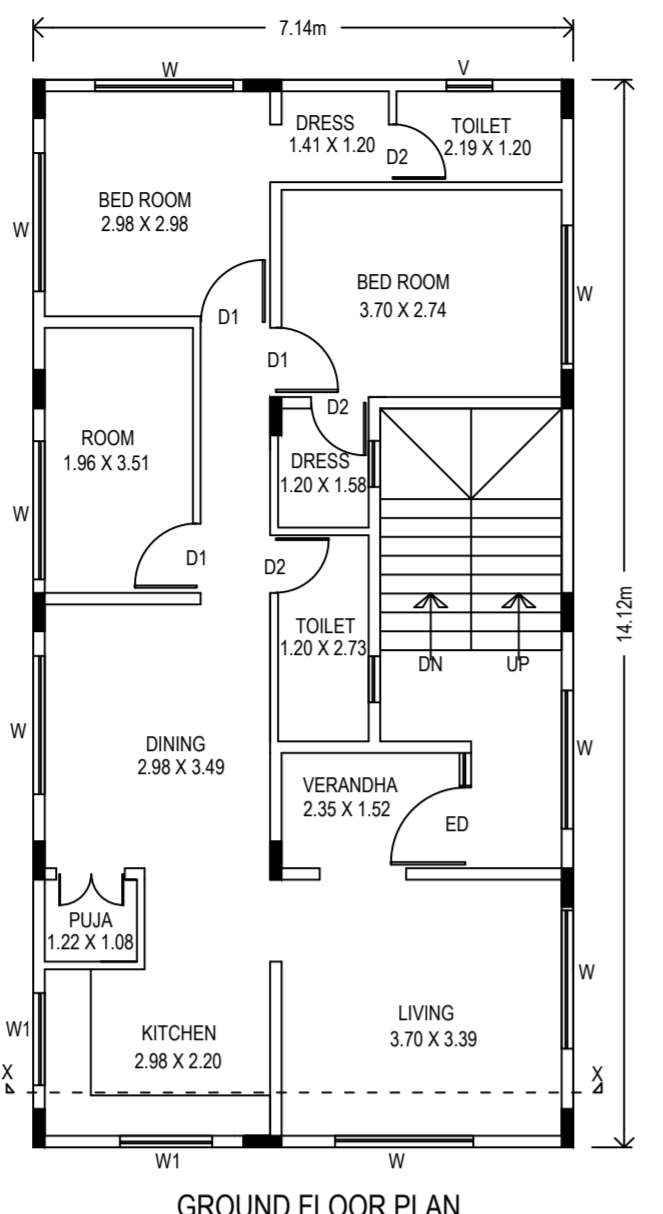 7.14m
W
V
DRESS
1.41 X 1.20
TOILET
2.19 X 1.20
D2
BED ROOM
2.98 X 2.98
W
BED ROOM
3.70 X 2.74
W
D1
D1
D2
ROOM
1.96 X 3.51
DRESS
1.20 X 1.58
W
D1
D2
14.12m
TOILET
1.20 X 2.73
DN
UP
W
DINING
2.98 X 3.49
W
VERANDHA
2.35 X 1.52
ED
PUJA
1.22 X 1.08
W
W1
KITCHEN
2.98 X 2.20
LIVING
3.70 X 3.39
X
X
W1
W
GROUND FLOOR PLAN